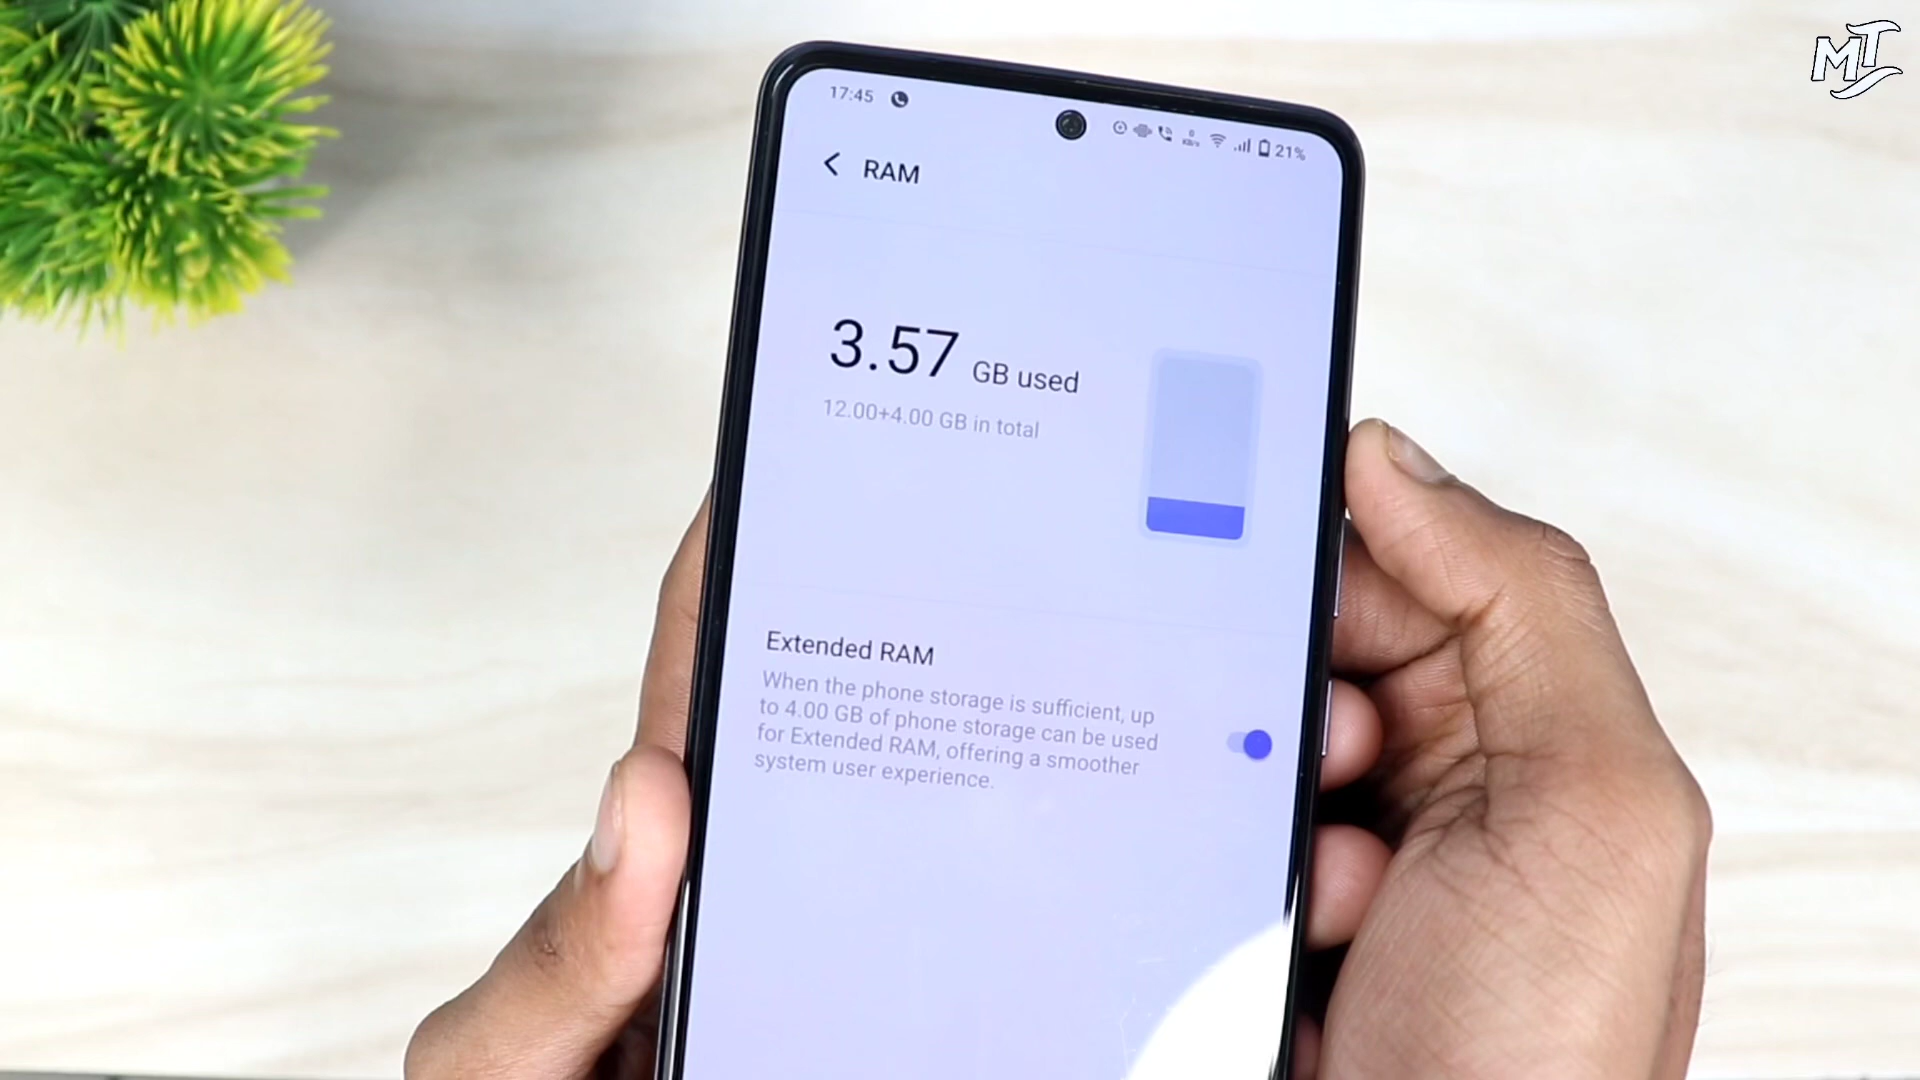 MT
17:45
21%
RAM
3.57 GB used
12.00+4.00 GB in total
Extended RAM
When the phone storage is sufficient, up
to 4.00 GB of phone storage can be used
for Extended RAM, offering a smoother
system user experience.